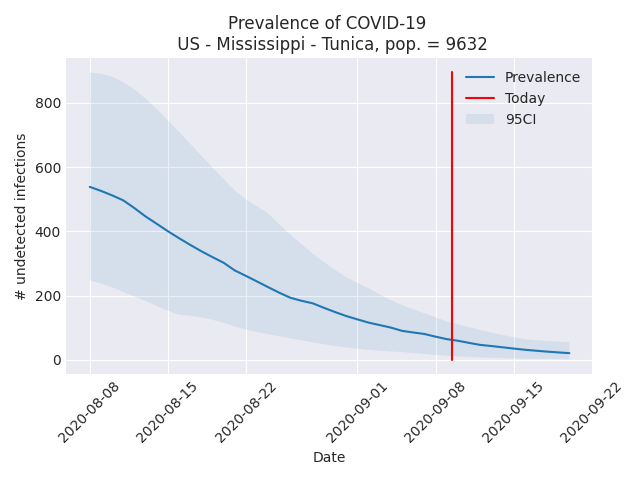 Prevalence of COVID-19
US - Mississippi - Tunica, pop. = 9632
Prevalence
Today
95CI
# undetected infections
800
600
400
200
0
2020-08-08
2020-08-15
2020-08-22
2020-09-01
2020-09-08
2020-09-15
2020-09-22
Date